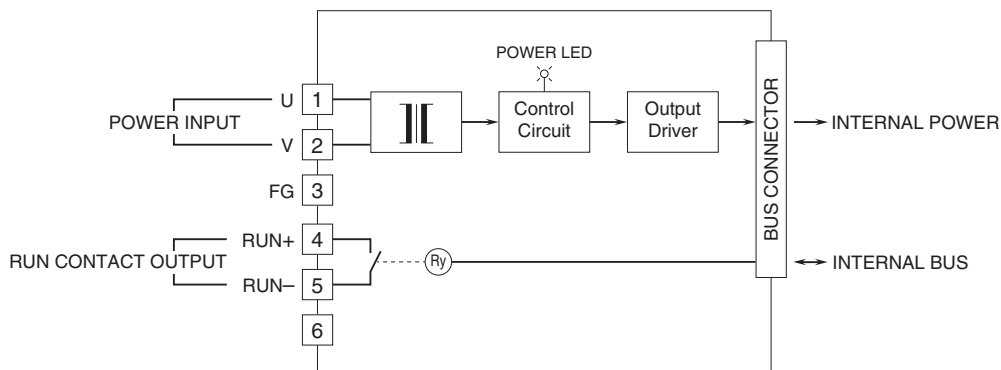 POWER LED
U 1
POWER INPUT
V 2
Control
Circuit
Output
Driver
BUS CONNECTOR
INTERNAL POWER
FG 3
RUN+ 4
RUN CONTACT OUTPUT
RUN– 5
Ry
INTERNAL BUS
6